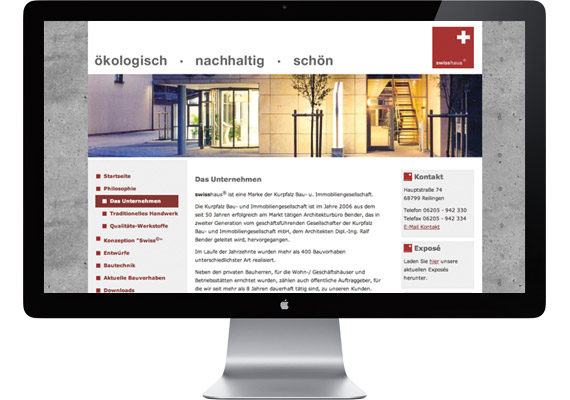 ökologisch · nachhaltig · schön
swisshaus®
Startseite
Philosophie
Das Unternehmen
Traditionelles Handwerk
Qualitäts-Werkstoffe
Konzeption "Swiss©"
Entwürfe
Bautechnik
Aktuelle Bauvorhaben
Downloads
Das Unternehmen
swisshaus® ist eine Marke der Kurpfalz Bau- u. Immobiliengesellschaft.
Die Kurpfalz Bau- und Immobiliengesellschaft ist im Jahre 2006 aus dem
seit 50 Jahren erfolgreich am Markt tätigen Architekturbüro Bender, das in
zweiter Generation vom geschäftsführenden Gesellschafter der Kurpfalz
Bau- und Immobiliengesellschaft mbH, dem Architekten Dipl.-Ing. Ralf
Bender geleitet wird, hervorgegangen.
Im Laufe der Jahrzehnte wurden mehr als 400 Bauvorhaben
unterschiedlichster Art realisiert.
Neben den privaten Bauherren, für die Wohn-/ Geschäftshäuser und
Betriebsstätten errichtet wurden, zählen auch öffentliche Auftraggeber, für
die wir seit mehr als 8 Jahren dauerhaft tätig sind, zu unseren Kunden.
Kontakt
Hauptstraße 74
68799 Reilingen
Telefon 06205 - 942 330
Telefax 06205 - 942 334
E-Mail Kontakt
Exposé
Laden Sie hier unsere
aktuellen Exposés
herunter.